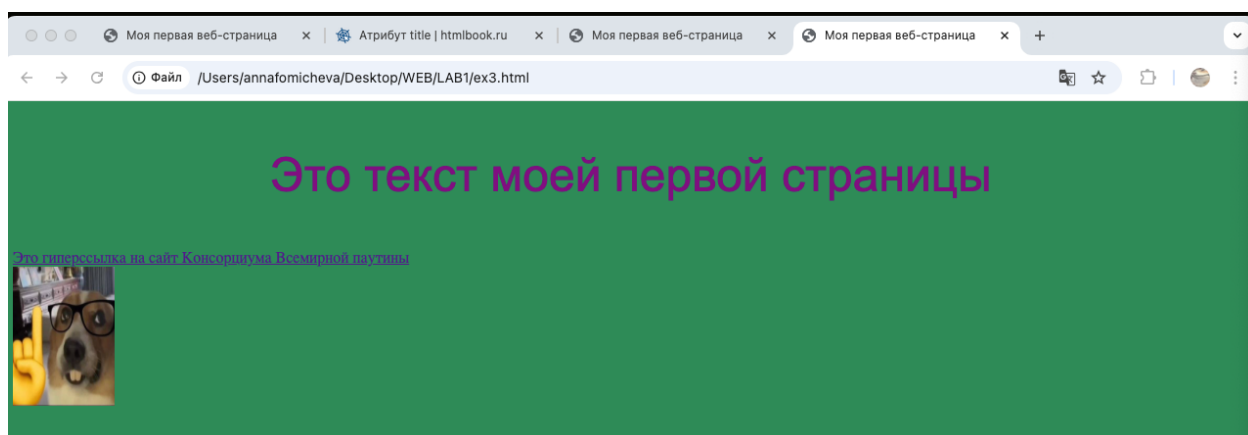 Моя первая веб-страница
Атрибут title | htmlbook.ru
Моя первая веб-страница
Моя первая веб-страница
Файл
/Users/annafomicheva/Desktop/WEB/LAB1/ex3.html
Это текст моей первой страницы
Это гиперссылка на сайт Консорциума Всемирной паутины